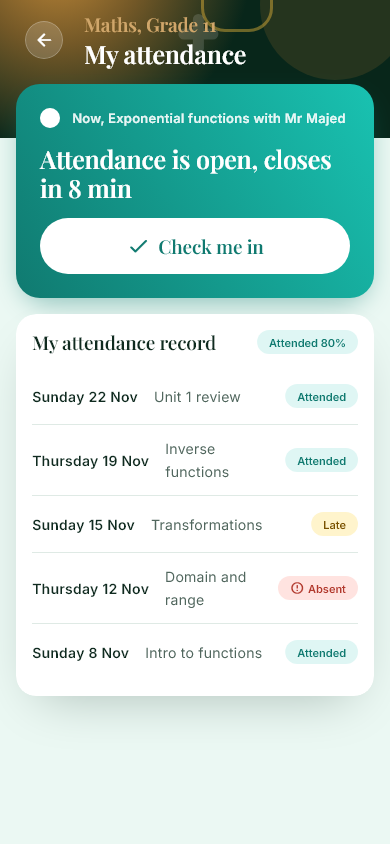 Maths, Grade 11
My attendance
Now, Exponential functions with Mr Majed
Attendance is open, closes
in 8 min
Check me in
My attendance record
Attended 80%
Sunday 22 Nov Unit 1 review Attended
Thursday 19 Nov Inverse
functions Attended
Sunday 15 Nov Transformations Late
Thursday 12 Nov Domain and
range Absent
Sunday 8 Nov Intro to functions Attended